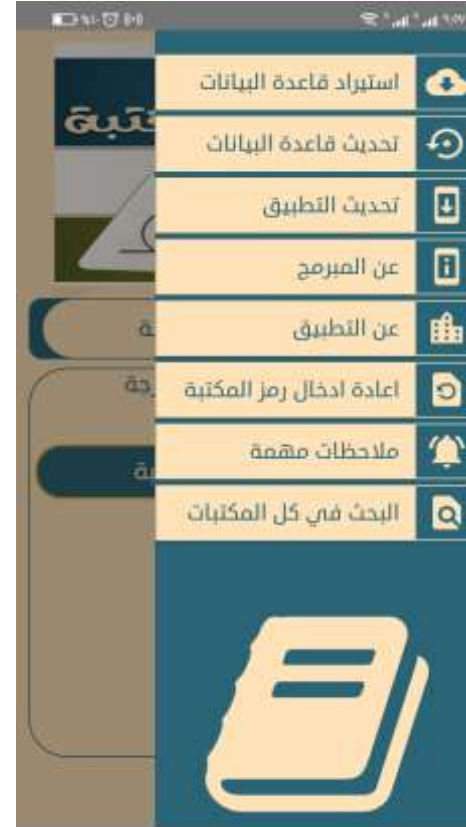 استيراد قاعدة البيانات
تحديث قاعدة البيانات
تحديث التطبيق
عن المبرمج
عن التطبيق
اعادة ادخال رمز المكتبة
ملاحظات مهمة
البحث في كل المكتبات